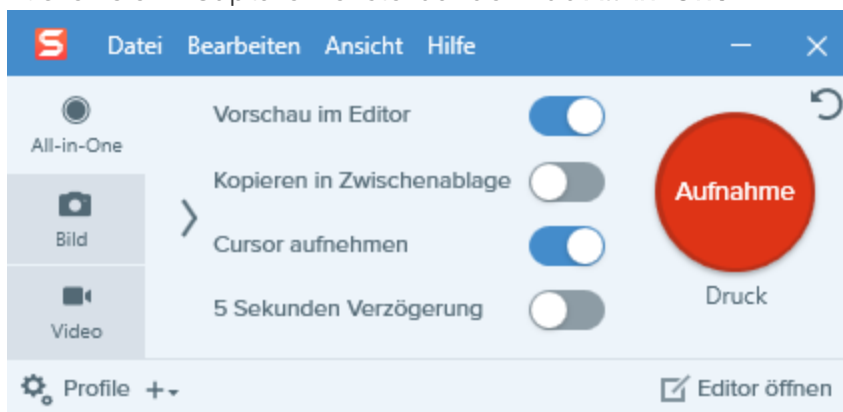 S Datei Bearbeiten Ansicht Hilfe
All-in-One
Bild
Video
Vorschau im Editor
Kopieren in Zwischenablage
Cursor aufnehmen
5 Sekunden Verzögerung
Aufnahme
Druck
Profile
Editor öffnen